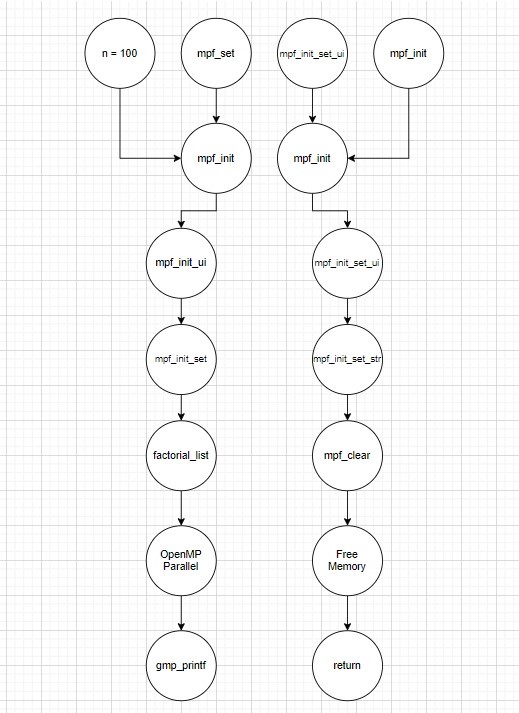 n = 100
mpf_set
mpf_init_set_ui
mpf_init
mpf_init
mpf_init
mpf_init_ui
mpf_init_set_ui
mpf_init_set
mpf_init_set_str
factorial_list
mpf_clear
OpenMP
Parallel
Free
Memory
gmp_printf
return